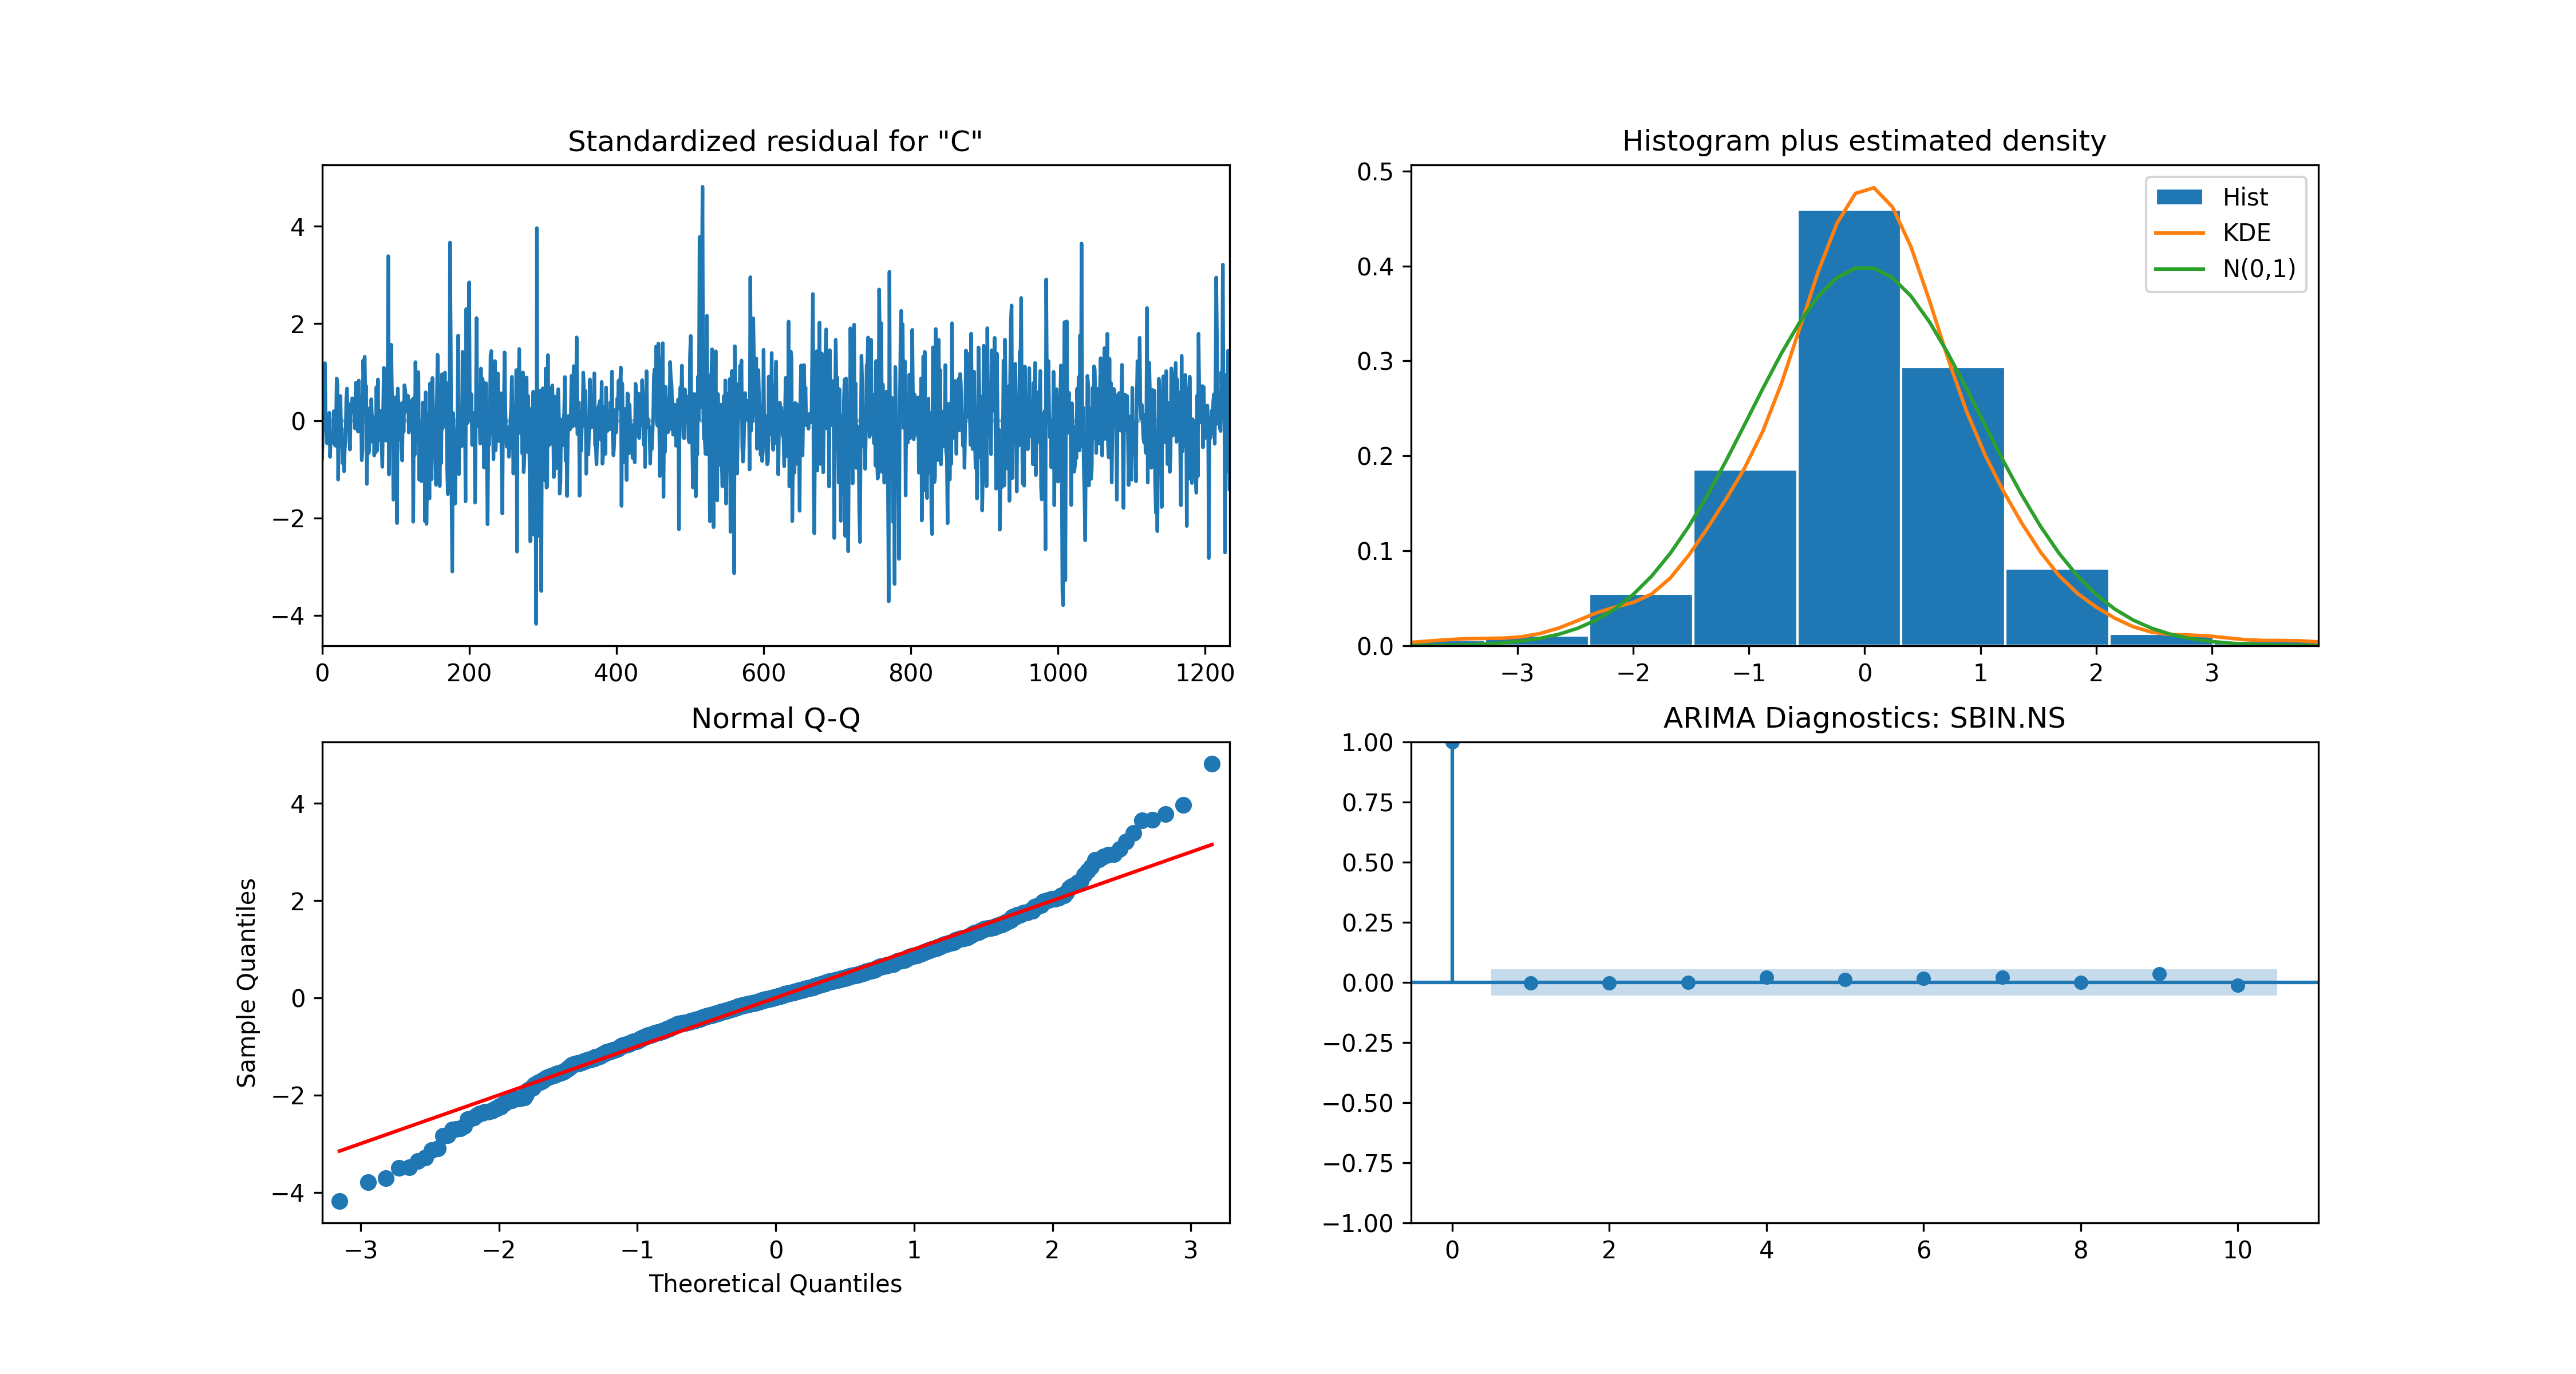 Standardized residual for "C"
4
2
0
−2
−4
0 200 400 600 800 1000 1200
Histogram plus estimated density
0.5
0.4
0.3
0.2
0.1
0.0
−3 −2 −1 0 1 2 3
Hist
KDE
N(0,1)
Normal Q-Q
Sample Quantiles
4
2
0
−2
−4
−3 −2 −1 0 1 2 3
Theoretical Quantiles
ARIMA Diagnostics: SBIN.NS
1.00
0.75
0.50
0.25
0.00
−0.25
−0.50
−0.75
−1.00
0 2 4 6 8 10